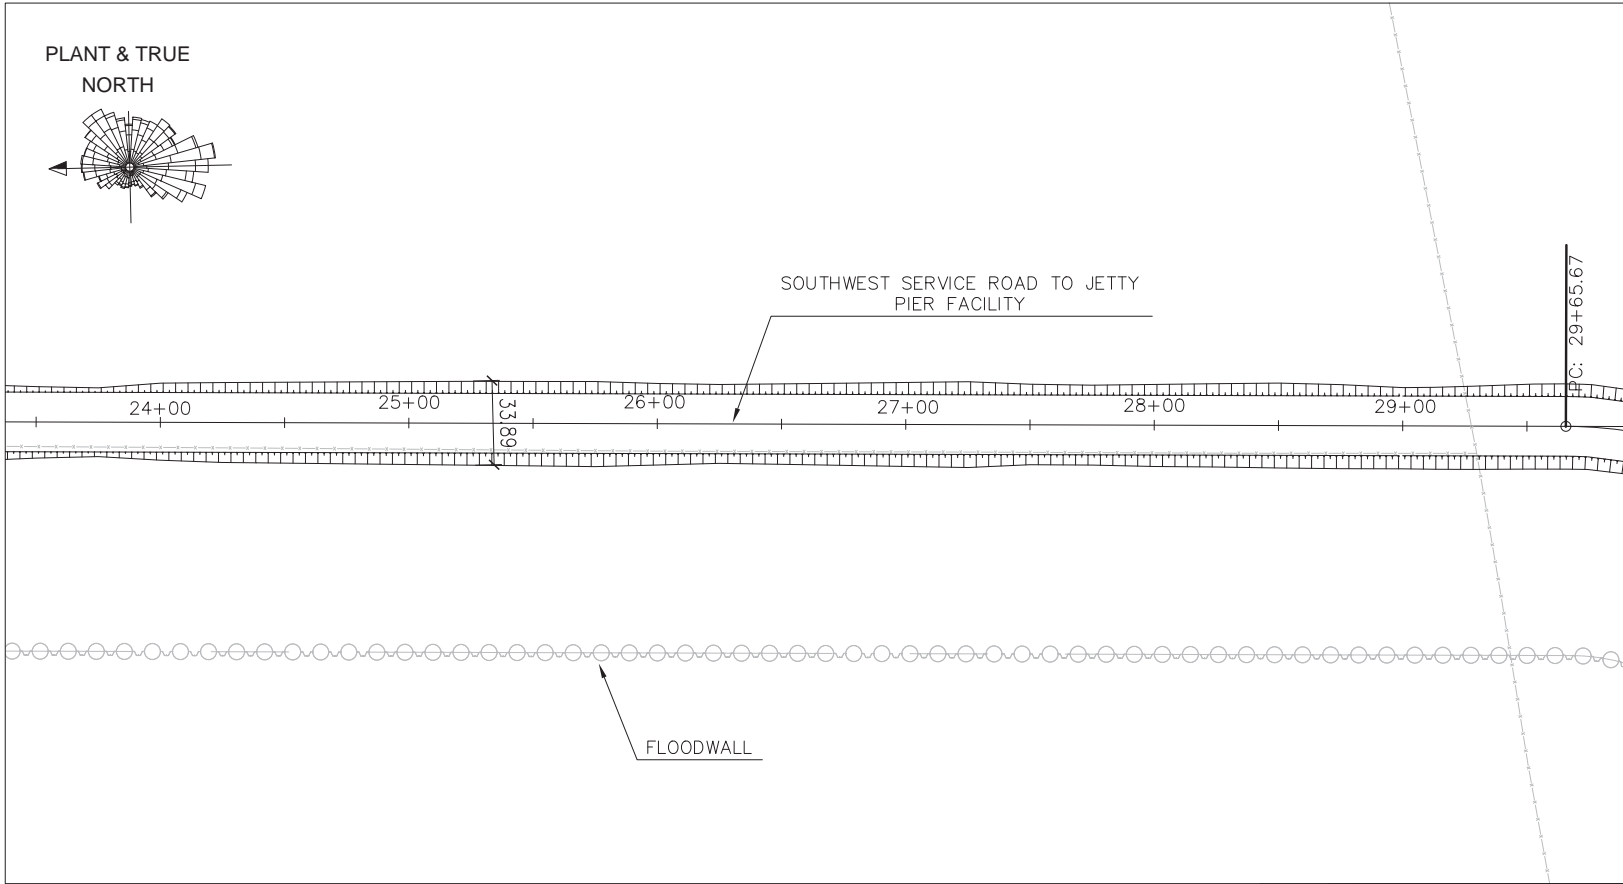 PLANT & TRUE
NORTH
SOUTHWEST SERVICE ROAD TO JETTY
PIER FACILITY
PC: 29+65.67
24+00
25+00
33.89
26+00
27+00
28+00
29+00
FLOODWALL